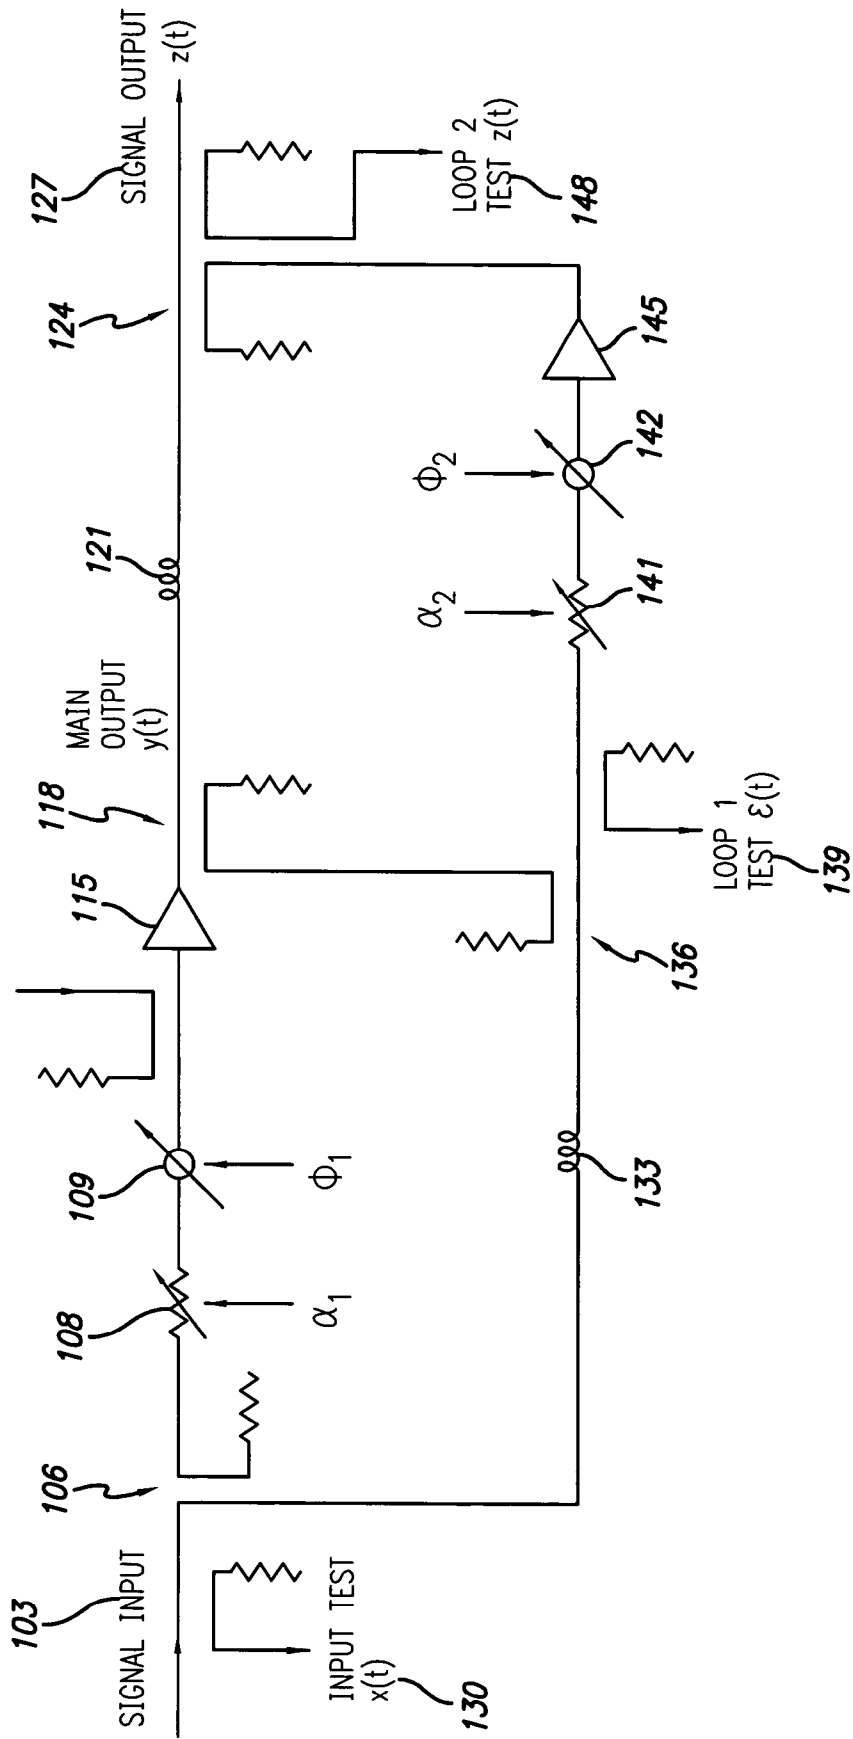 103
SIGNAL INPUT
INPUT TEST
x(t)
130
106
108
α1
109
Φ1
115
118
MAIN
OUTPUT
y(t)
121
124
127
SIGNAL OUTPUT
z(t)
133
136
LOOP 1
TEST ε(t)
139
α2
141
Φ2
142
145
LOOP 2
TEST z(t)
148